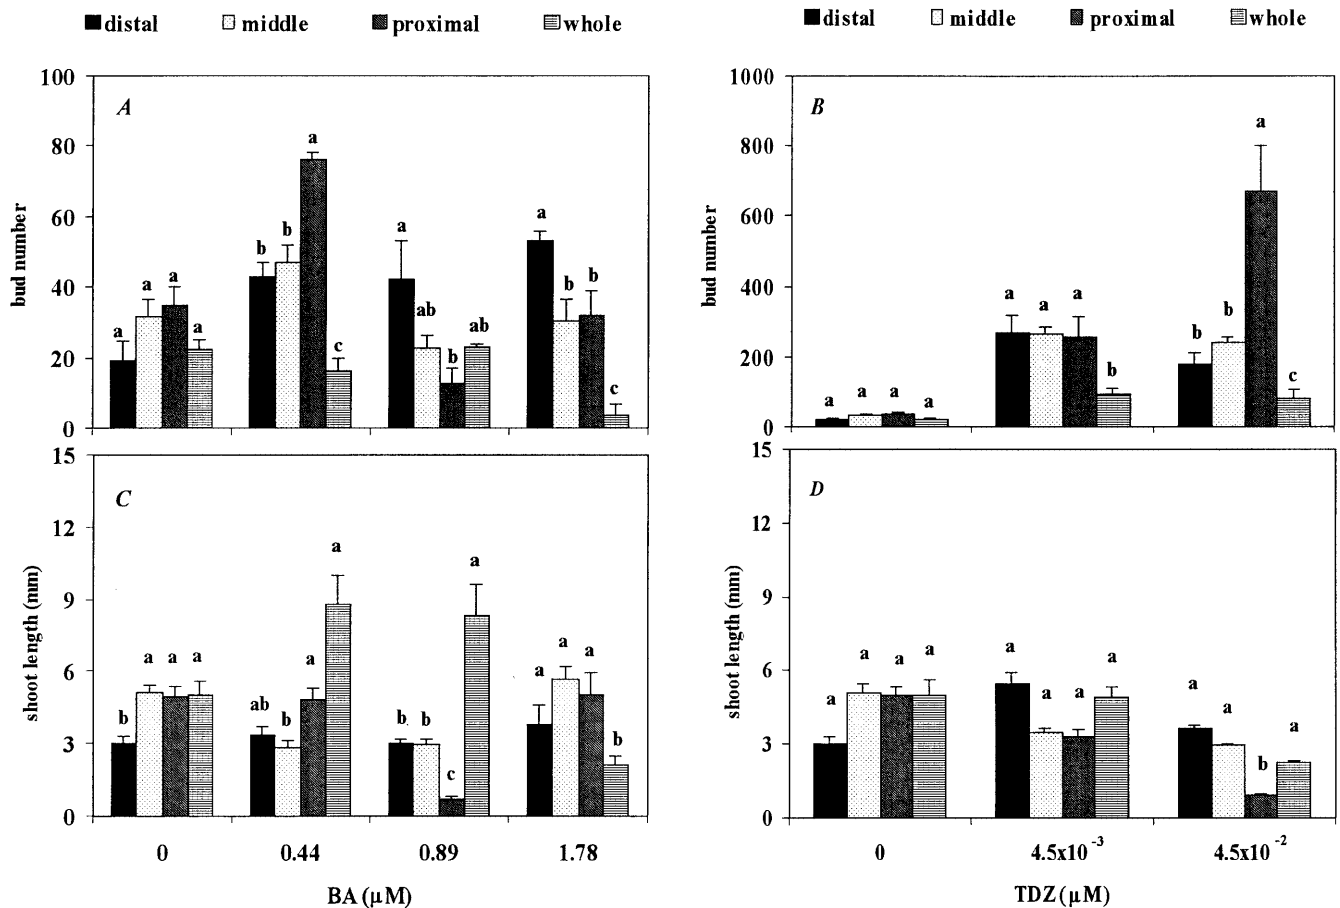 distal middle proximal whole
distal middle proximal whole
bud number
100
80
60
40
20
0
A
a a a a
b b a c
a ab b ab
a b b c
bud number
1000
800
600
400
200
0
B
a a a a
a a a b
b b a c
shoot length (mm)
15
12
9
6
3
0
C
b a a a
ab b a a
b b c a
a a a b
0 0.44 0.89 1.78
BA (µM)
shoot length (mm)
15
12
9
6
3
0
D
a a a a
a a a a
a a b a
0 4.5x10⁻³ 4.5x10⁻²
TDZ (µM)